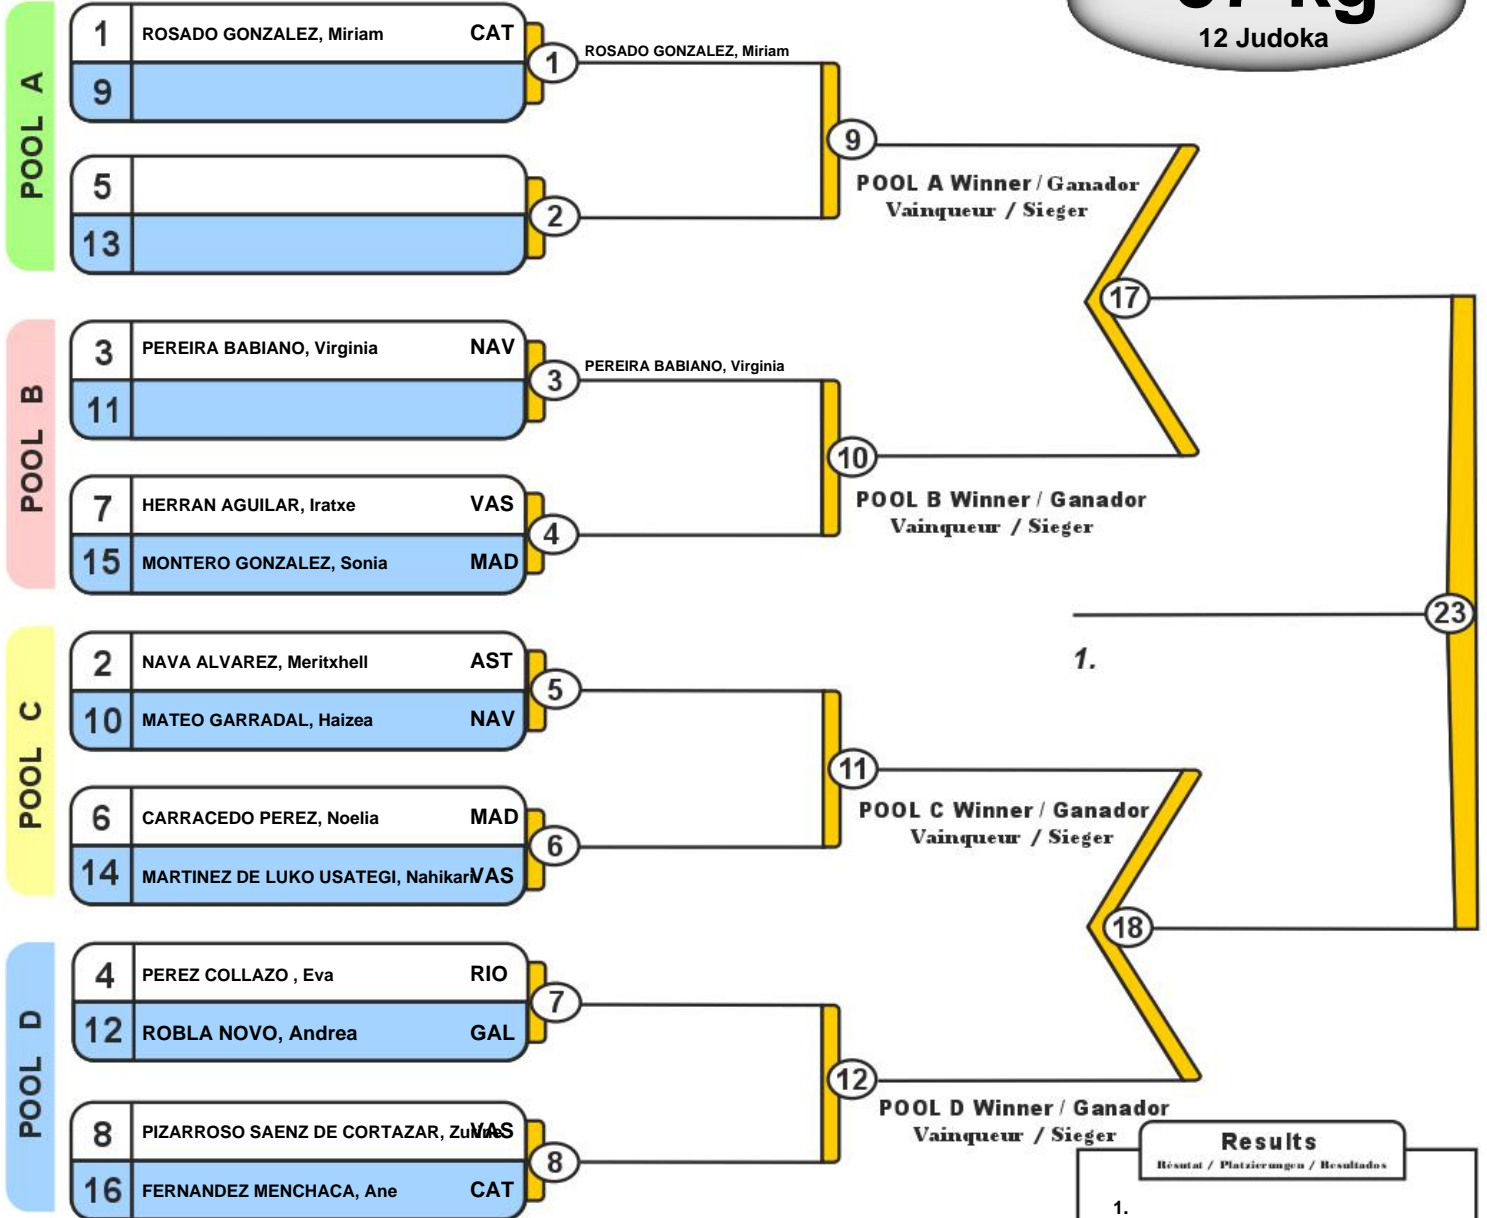 kg
12 Judoka
POOL A
1 ROSADO GONZALEZ, Miriam CAT
9
1
ROSADO GONZALEZ, Miriam
5
13
2
9
POOL A Winner / Ganador
Vainqueur / Sieger
17
POOL B
3 PEREIRA BABIANO, Virginia NAV
11
3
PEREIRA BABIANO, Virginia
7 HERRAN AGUILAR, Iratxe VAS
15 MONTERO GONZALEZ, Sonia MAD
4
10
POOL B Winner / Ganador
Vainqueur / Sieger
23
1.
POOL C
2 NAVA ALVAREZ, Meritxhell AST
10 MATEO GARRADAL, Haizea NAV
5
6 CARRACEDO PEREZ, Noelia MAD
14 MARTINEZ DE LUKO USATEGI, Nahikari VAS
6
11
POOL C Winner / Ganador
Vainqueur / Sieger
18
POOL D
4 PEREZ COLLAZO , Eva RIO
12 ROBLA NOVO, Andrea GAL
7
8 PIZARROSO SAENZ DE CORTAZAR, VAS
16 FERNANDEZ MENCHACA, Ane CAT
8
12
POOL D Winner / Ganador
Vainqueur / Sieger
Results
Résutat / Platzierungen / Resultados
1.